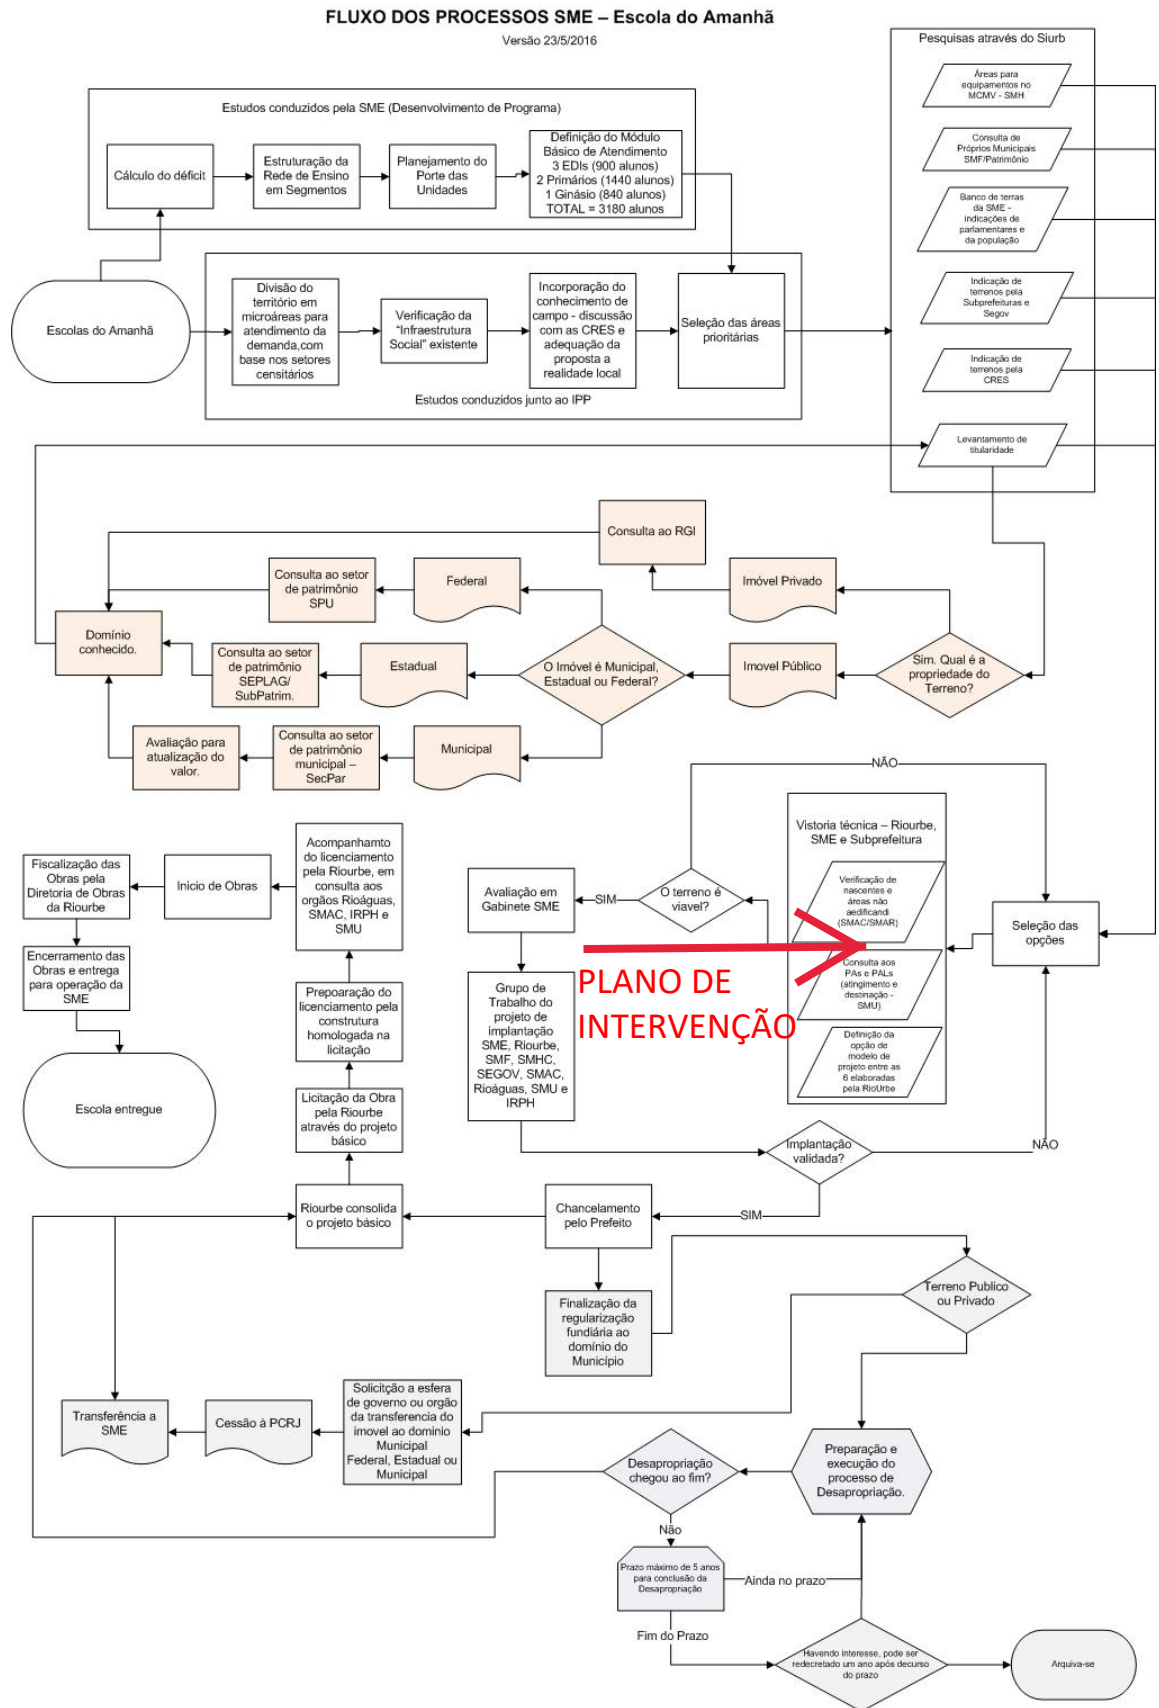 FLUXO DOS PROCESSOS SME – Escola do Amanhã
Versão 23/5/2016
Pesquisas através do Siurb
Áreas para
equipamentos no
MCMV - SMH
Consulta de
Próprios Municipais
SMF/Patrimônio
Banco de terras
da SME -
indicações de
parlamentares e
da população
Indicação de
terrenos pela
Subprefeituras e
Segov
Indicação de
terrenos pela
CRES
Levantamento de
titularidade
Estudos conduzidos pela SME (Desenvolvimento de Programa)
Cálculo do déficit
Estruturação da
Rede de Ensino
em Segmentos
Planejamento do
Porte das
Unidades
Definição do Módulo
Básico de Atendimento
3 EDIs (900 alunos)
2 Primários (1440 alunos)
1 Ginásio (840 alunos)
TOTAL = 3180 alunos
Escolas do Amanhã
Divisão do
território em
microáreas para
atendimento da
demanda,com
base nos setores
censitários
Verificação da
“Infraestrutura
Social” existente
Incorporação do
conhecimento de
campo - discussão
com as CRES e
adequação da
proposta a
realidade local
Seleção das áreas
prioritárias
Estudos conduzidos junto ao IPP
Consulta ao RGI
Consulta ao setor
de patrimônio
SPU
Federal
Imóvel Privado
Domínio
conhecido.
Consulta ao setor
de patrimônio
SEPLAG/
SubPatrim.
Estadual
O Imóvel é Municipal,
Estadual ou Federal?
Imovel Público
Sim. Qual é a
propriedade do
Terreno?
Avaliação para
atualização do
valor.
Consulta ao setor
de patrimônio
municipal –
SecPar
Municipal
NÃO
Vistoria técnica – Riourbe,
SME e Subprefeitura
Verificação de
nascentes e
áreas não
aedificandi
(SMAC/SMAR)
Consulta aos
PAs e PALs
(atingimento e
destinação -
SMU)
Definição da
opção de
modelo de
projeto entre as
6 elaboradas
pela RioUrbe
Seleção das
opções
O terreno é
viavel?
SIM
Avaliação em
Gabinete SME
PLANO DE
INTERVENÇÃO
Grupo de
Trabalho do
projeto de
implantação
SME, Riourbe,
SMF, SMHC,
SEGOV, SMAC,
Rioáguas, SMU e
IRPH
Implantação
validada?
NÃO
SIM
Acompanhamto
do licenciamento
pela Riourbe, em
consulta aos
orgãos Rioáguas,
SMAC, IRPH e
SMU
Inicio de Obras
Fiscalização das
Obras pela
Diretoria de Obras
da Riourbe
Encerramento das
Obras e entrega
para operação da
SME
Escola entregue
Prepoaração do
licenciamento pela
construtura
homologada na
licitação
Licitação da Obra
pela Riourbe
através do projeto
básico
Riourbe consolida
o projeto básico
Chancelamento
pelo Prefeito
Finalização da
regularização
fundiária ao
domínio do
Município
Terreno Publico
ou Privado
Transferência a
SME
Cessão à PCRJ
Solicitção a esfera
de governo ou orgão
da transferencia do
imovel ao dominio
Municipal
Federal, Estadual ou
Municipal
Desapropriação
chegou ao fim?
Preparação e
execução do
processo de
Desapropriação.
Não
Prazo máximo de 5 anos
para conclusão da
Desapropriação
Ainda no prazo
Fim do Prazo
Havendo interesse, pode ser
redecretado um ano após decurso
do prazo
Arquiva-se